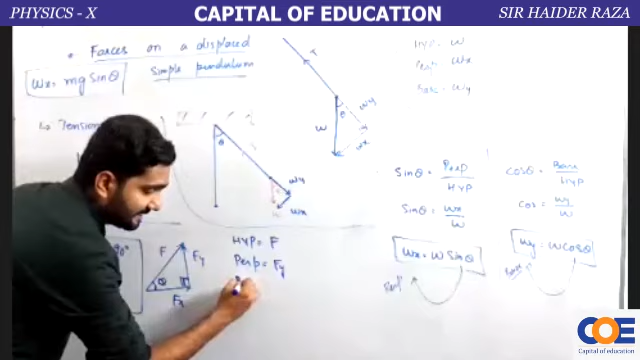 PHYSICS - X
CAPITAL OF EDUCATION
SIR HAIDER RAZA
• Forces on a displaced
Simple pendulum
Wx = mg Sinθ
Tension
θ
T
Wy
Wx
T
θ
W
Wy
Wx
HYP = W
Perp = Wx
Base = Wy
Sinθ = Perp / HYP
Sinθ = Wx / W
Wx = W Sinθ
Cosθ = Base / HYP
Cos = Wy / W
Wy = W Cosθ
90°
F
Fy
θ
Fx
HYP = F
Perp = Fy
COE
Capital of education